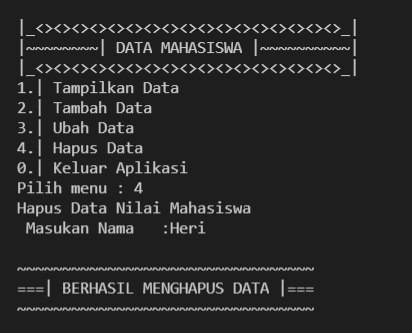 |_<><><><><><><><><><><><><><><><><>_|
|~~~~~~~~| DATA MAHASISWA |~~~~~~~~~~|
|_<><><><><><><><><><><><><><><><><>_|
1.| Tampilkan Data
2.| Tambah Data
3.| Ubah Data
4.| Hapus Data
0.| Keluar Aplikasi
Pilih menu : 4
Hapus Data Nilai Mahasiswa
 Masukan Nama   :Heri

~~~~~~~~~~~~~~~~~~~~~~~~~~~~~~~~~
===| BERHASIL MENGHAPUS DATA |===
~~~~~~~~~~~~~~~~~~~~~~~~~~~~~~~~~